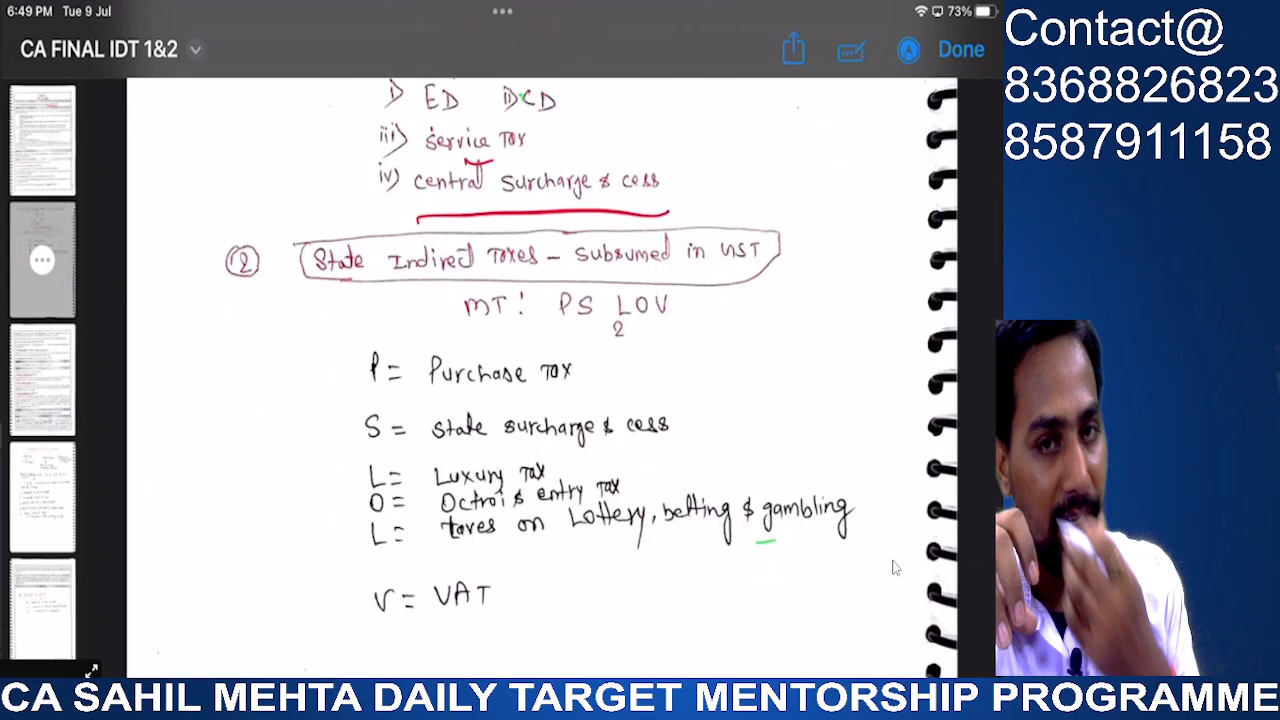 6:49 PM Tue 9 Jul
73%
CA FINAL IDT 1&2
Done
Contact@
8368826823
8587911158
i) ED ii) CD
iii) Service Tax
iv) central surcharge & cess
(2) State Indirect Taxes - Subsumed in GST
MT: PS LOV
2
P = Purchase Tax
S = State surcharge & cess
L = Luxury Tax
O = Octroi & entry Tax
L = taxes on Lottery, betting & gambling
V = VAT
CA SAHIL MEHTA DAILY TARGET MENTORSHIP PROGRAMME